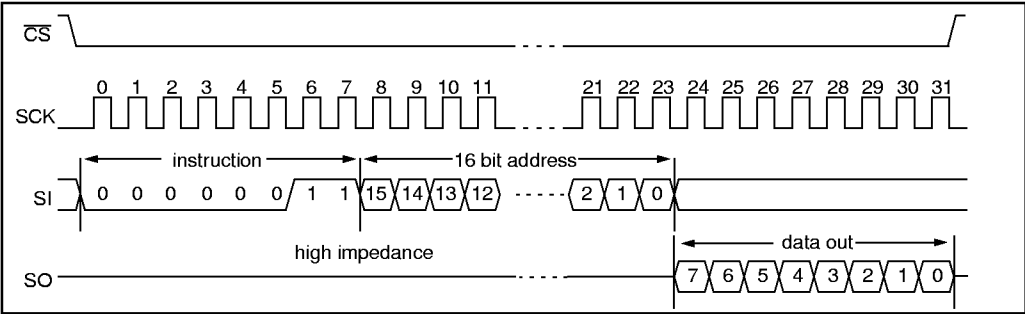 CS
0 1 2 3 4 5 6 7 8 9 10 11 21 22 23 24 25 26 27 28 29 30 31
SCK
instruction 16 bit address
SI 0 0 0 0 0 0 1 1 15 14 13 12 2 1 0
high impedance data out
SO 7 6 5 4 3 2 1 0